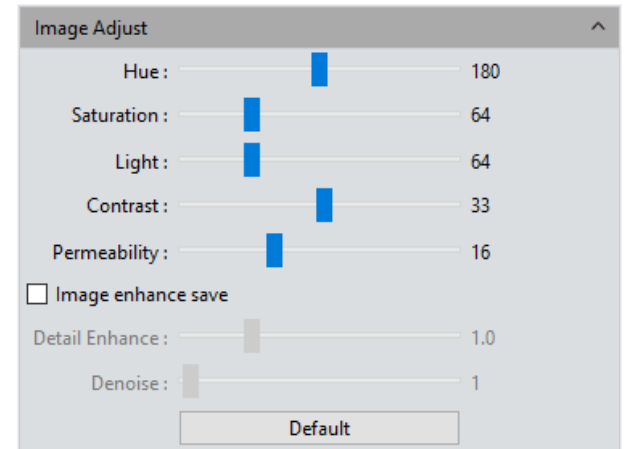 Image Adjust
Hue : 180
Saturation : 64
Light : 64
Contrast : 33
Permeability : 16
Image enhance save
Detail Enhance : 1.0
Denoise : 1
Default